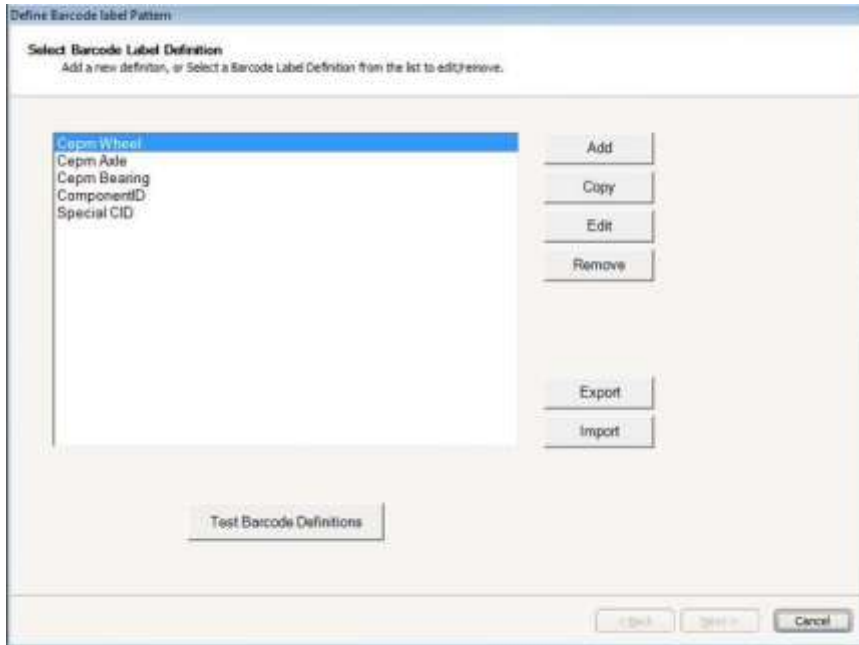 Define Barcode label Pattern
Select Barcode Label Definition
Add a new definiton, or Select a Barcode Label Definition from the list to edit/remove.
Cepm Wheel
Cepm Axle
Cepm Bearing
ComponentID
Special CID
Add
Copy
Edit
Remove
Export
Import
Test Barcode Definitions
< Back
Next >
Cancel